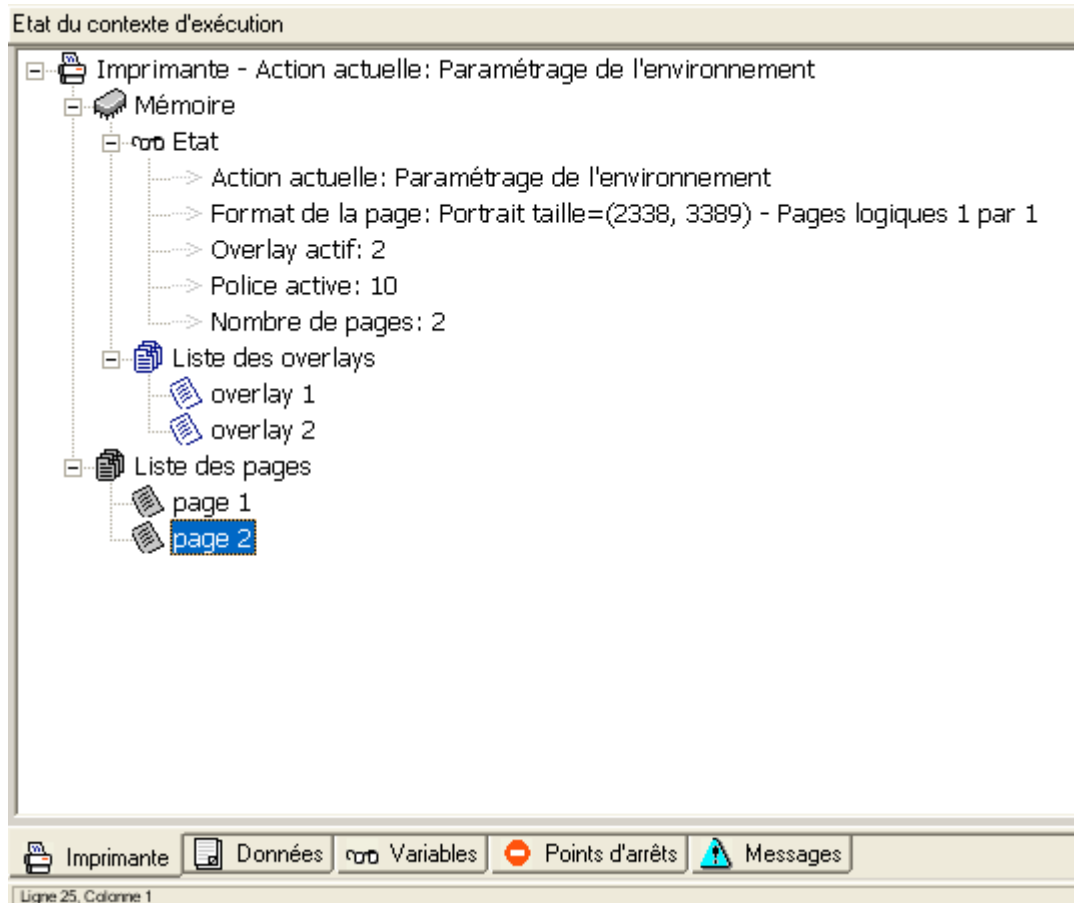 Etat du contexte d'exécution
Imprimante - Action actuelle: Paramétrage de l'environnement
Mémoire
Etat
Action actuelle: Paramétrage de l'environnement
Format de la page: Portrait taille=(2338, 3389) - Pages logiques 1 par 1
Overlay actif: 2
Police active: 10
Nombre de pages: 2
Liste des overlays
overlay 1
overlay 2
Liste des pages
page 1
page 2
Imprimante Données Variables Points d'arrêts Messages
Ligne 25, Colonne 1